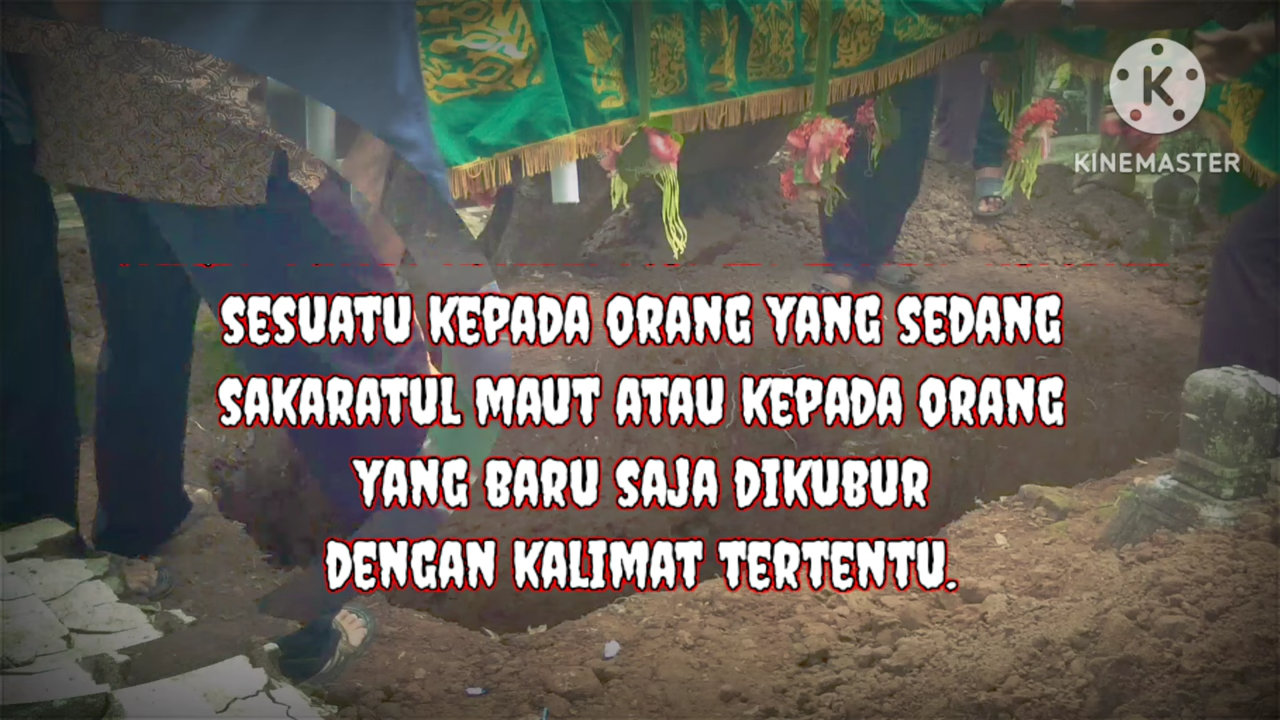 K
KINEMASTER
SESUATU KEPADA ORANG YANG SEDANG
SAKARATUL MAUT ATAU KEPADA ORANG
YANG BARU SAJA DIKUBUR
DENGAN KALIMAT TERTENTU.